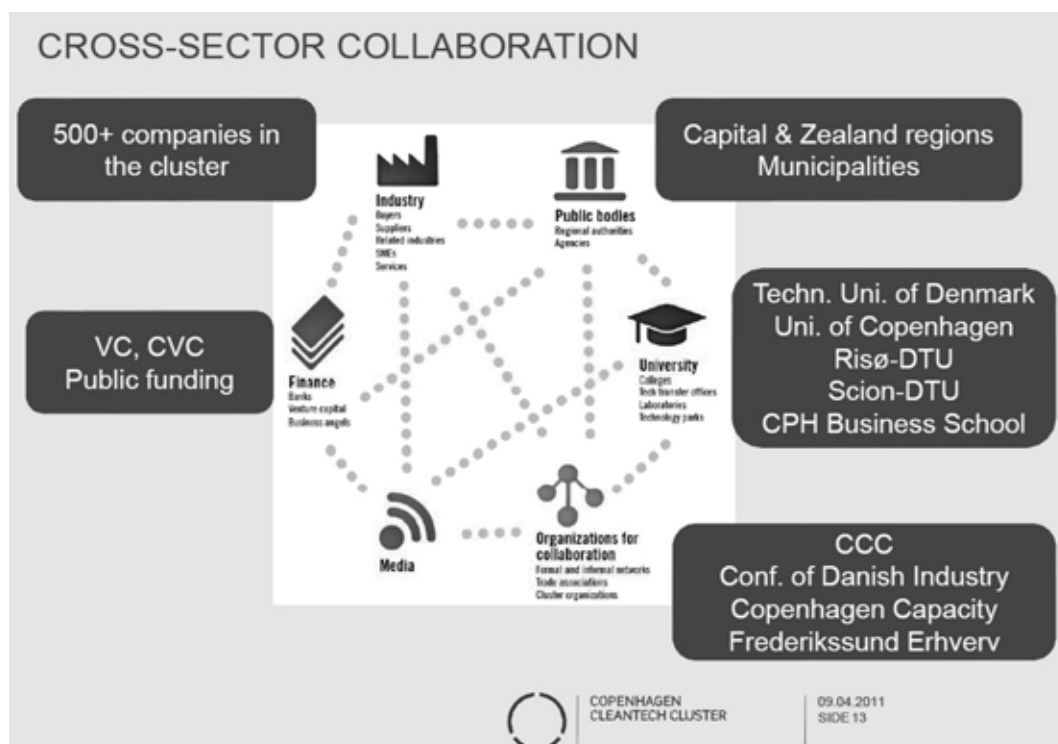 CROSS-SECTOR COLLABORATION
500+ companies in
the cluster
Capital & Zealand regions
Municipalities
Industry
Buyers
Suppliers
Related industries
SMEs
Services
Public bodies
Regional authorities
Agencies
VC, CVC
Public funding
Finance
Banks
Venture capital
Business angels
University
Colleges
Tech transfer offices
Laboratories
Technology parks
Techn. Uni. of Denmark
Uni. of Copenhagen
Risø-DTU
Scion-DTU
CPH Business School
Media
Organizations for
collaboration
Formal and informal networks
Trade associations
Cluster organizations
CCC
Conf. of Danish Industry
Copenhagen Capacity
Frederikssund Erhverv
COPENHAGEN
CLEANTECH CLUSTER
09.04.2011
SIDE 13